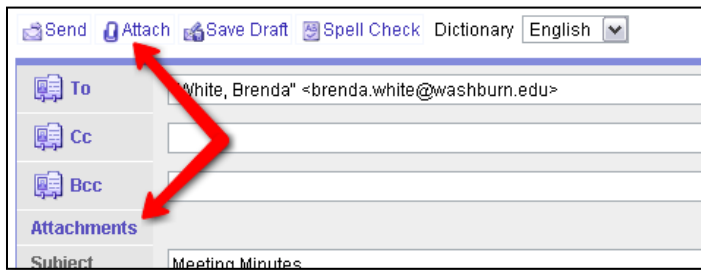 Send Attach Save Draft Spell Check Dictionary English
To "White, Brenda" <brenda.white@washburn.edu>
Cc
Bcc
Attachments
Subject Meeting Minutes